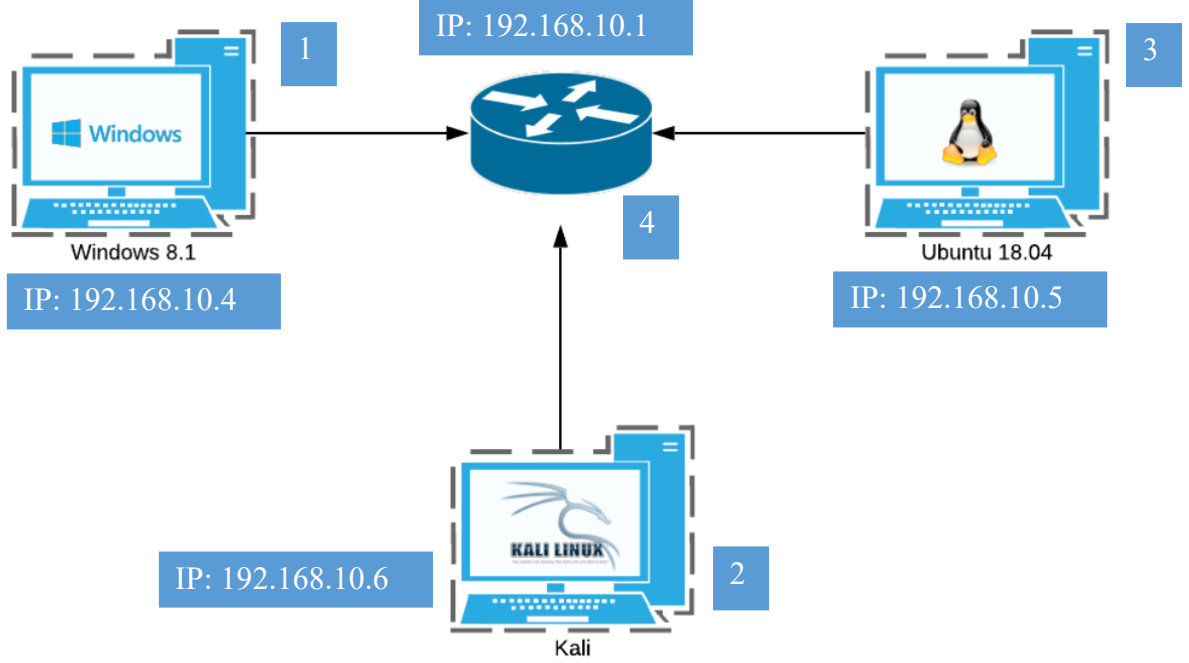 IP: 192.168.10.1
1
3
Windows
4
Windows 8.1
Ubuntu 18.04
IP: 192.168.10.4
IP: 192.168.10.5
KALI LINUX
IP: 192.168.10.6
2
Kali